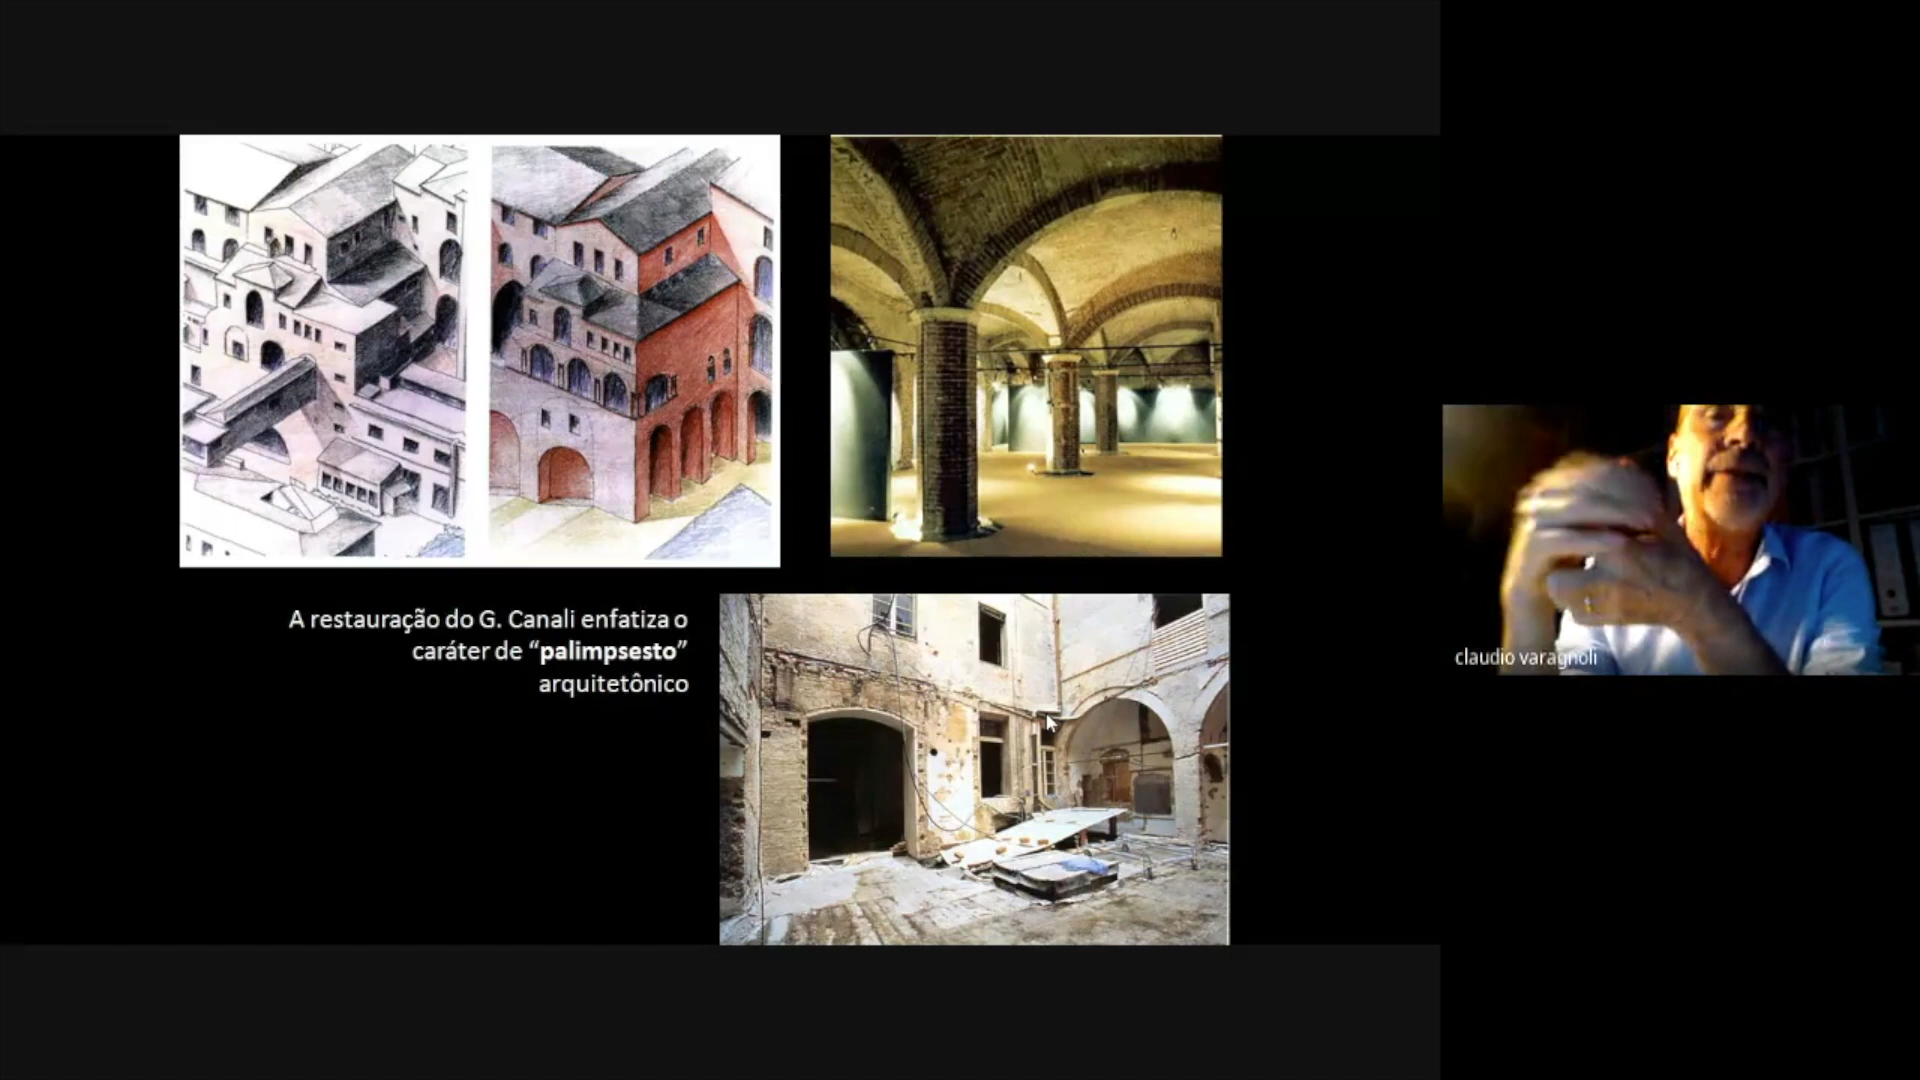 A restauração do G. Canali enfatiza o
caráter de “palimpsesto”
arquitetônico
claudio varagnoli